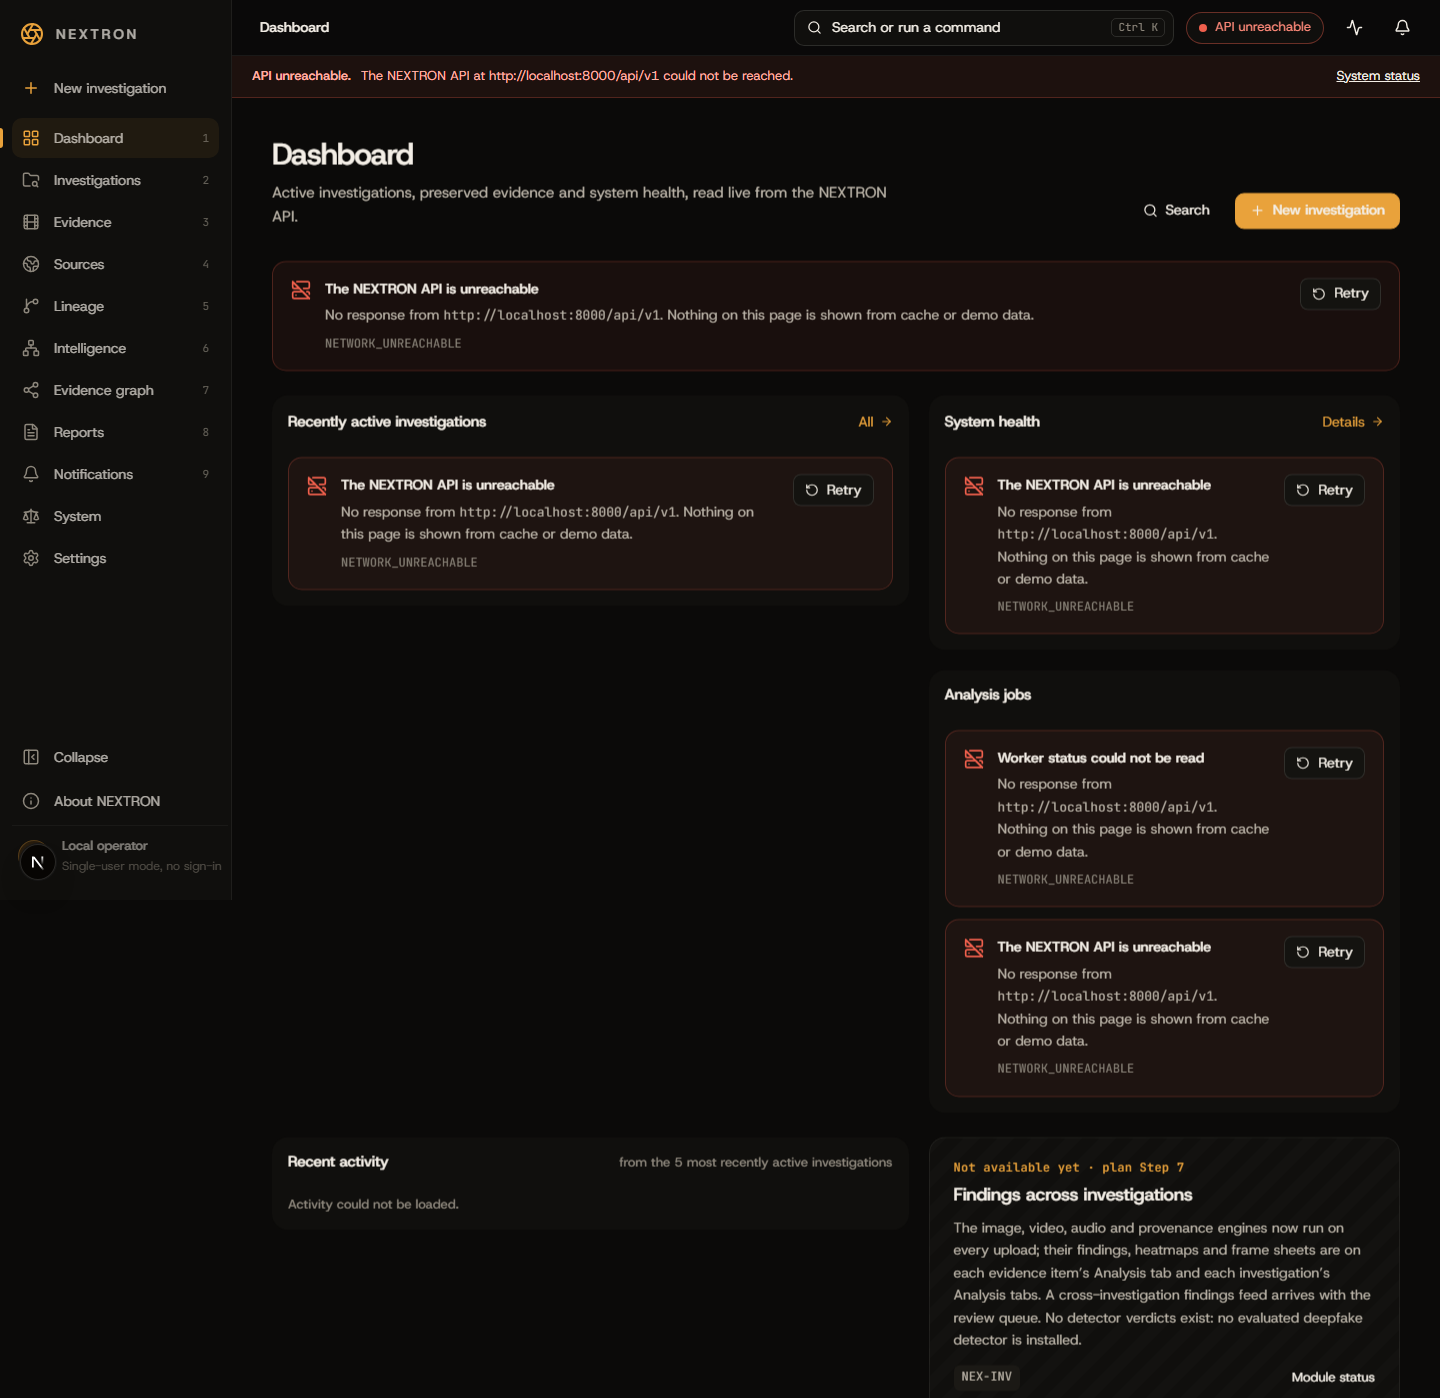 NEXTRON
New investigation
Dashboard 1
Investigations 2
Evidence 3
Sources 4
Lineage 5
Intelligence 6
Evidence graph 7
Reports 8
Notifications 9
System
Settings
Collapse
About NEXTRON
Local operator
Single-user mode, no sign-in
N
Dashboard
Search or run a command Ctrl K
API unreachable
API unreachable. The NEXTRON API at http://localhost:8000/api/v1 could not be reached.
System status
Dashboard
Active investigations, preserved evidence and system health, read live from the NEXTRON
API.
Search
New investigation
The NEXTRON API is unreachable
No response from http://localhost:8000/api/v1. Nothing on this page is shown from cache or demo data.
NETWORK_UNREACHABLE
Retry
Recently active investigations
All
The NEXTRON API is unreachable
No response from http://localhost:8000/api/v1. Nothing on
this page is shown from cache or demo data.
NETWORK_UNREACHABLE
Retry
System health
Details
The NEXTRON API is unreachable
No response from
http://localhost:8000/api/v1.
Nothing on this page is shown from cache
or demo data.
NETWORK_UNREACHABLE
Retry
Analysis jobs
Worker status could not be read
No response from
http://localhost:8000/api/v1.
Nothing on this page is shown from cache
or demo data.
NETWORK_UNREACHABLE
Retry
The NEXTRON API is unreachable
No response from
http://localhost:8000/api/v1.
Nothing on this page is shown from cache
or demo data.
NETWORK_UNREACHABLE
Retry
Recent activity
from the 5 most recently active investigations
Activity could not be loaded.
Not available yet · plan Step 7
Findings across investigations
The image, video, audio and provenance engines now run on
every upload; their findings, heatmaps and frame sheets are on
each evidence item's Analysis tab and each investigation's
Analysis tabs. A cross-investigation findings feed arrives with the
review queue. No detector verdicts exist: no evaluated deepfake
detector is installed.
NEX-INV
Module status